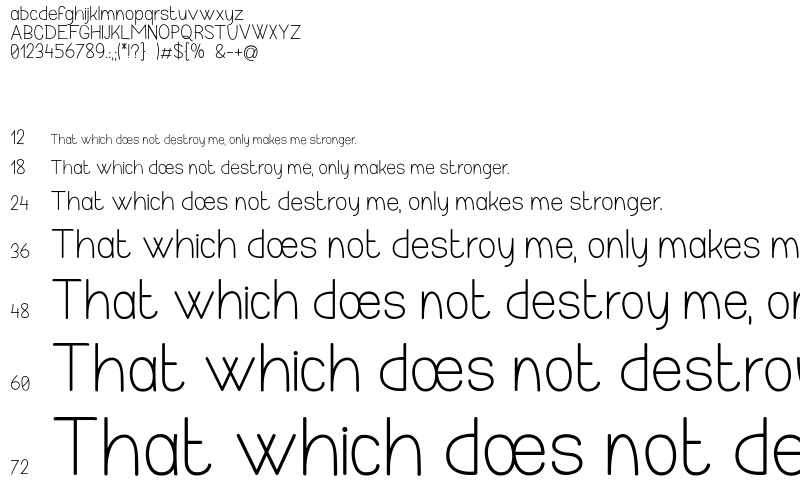 abcdefghijklmnopqrstuvwxyz
ABCDEFGHIJKLMNOPQRSTUVWXYZ
0123456789.:,;(*!?} )#${% &-+@
12 That which dœs not destroy me, only makes me stronger.
18 That which dœs not destroy me, only makes me stronger.
24 That which dœs not destroy me, only makes me stronger.
36 That which dœs not destroy me, only makes m
48 That which dœs not destroy me, or
60 That which dœs not destro
72 That which dœs not de